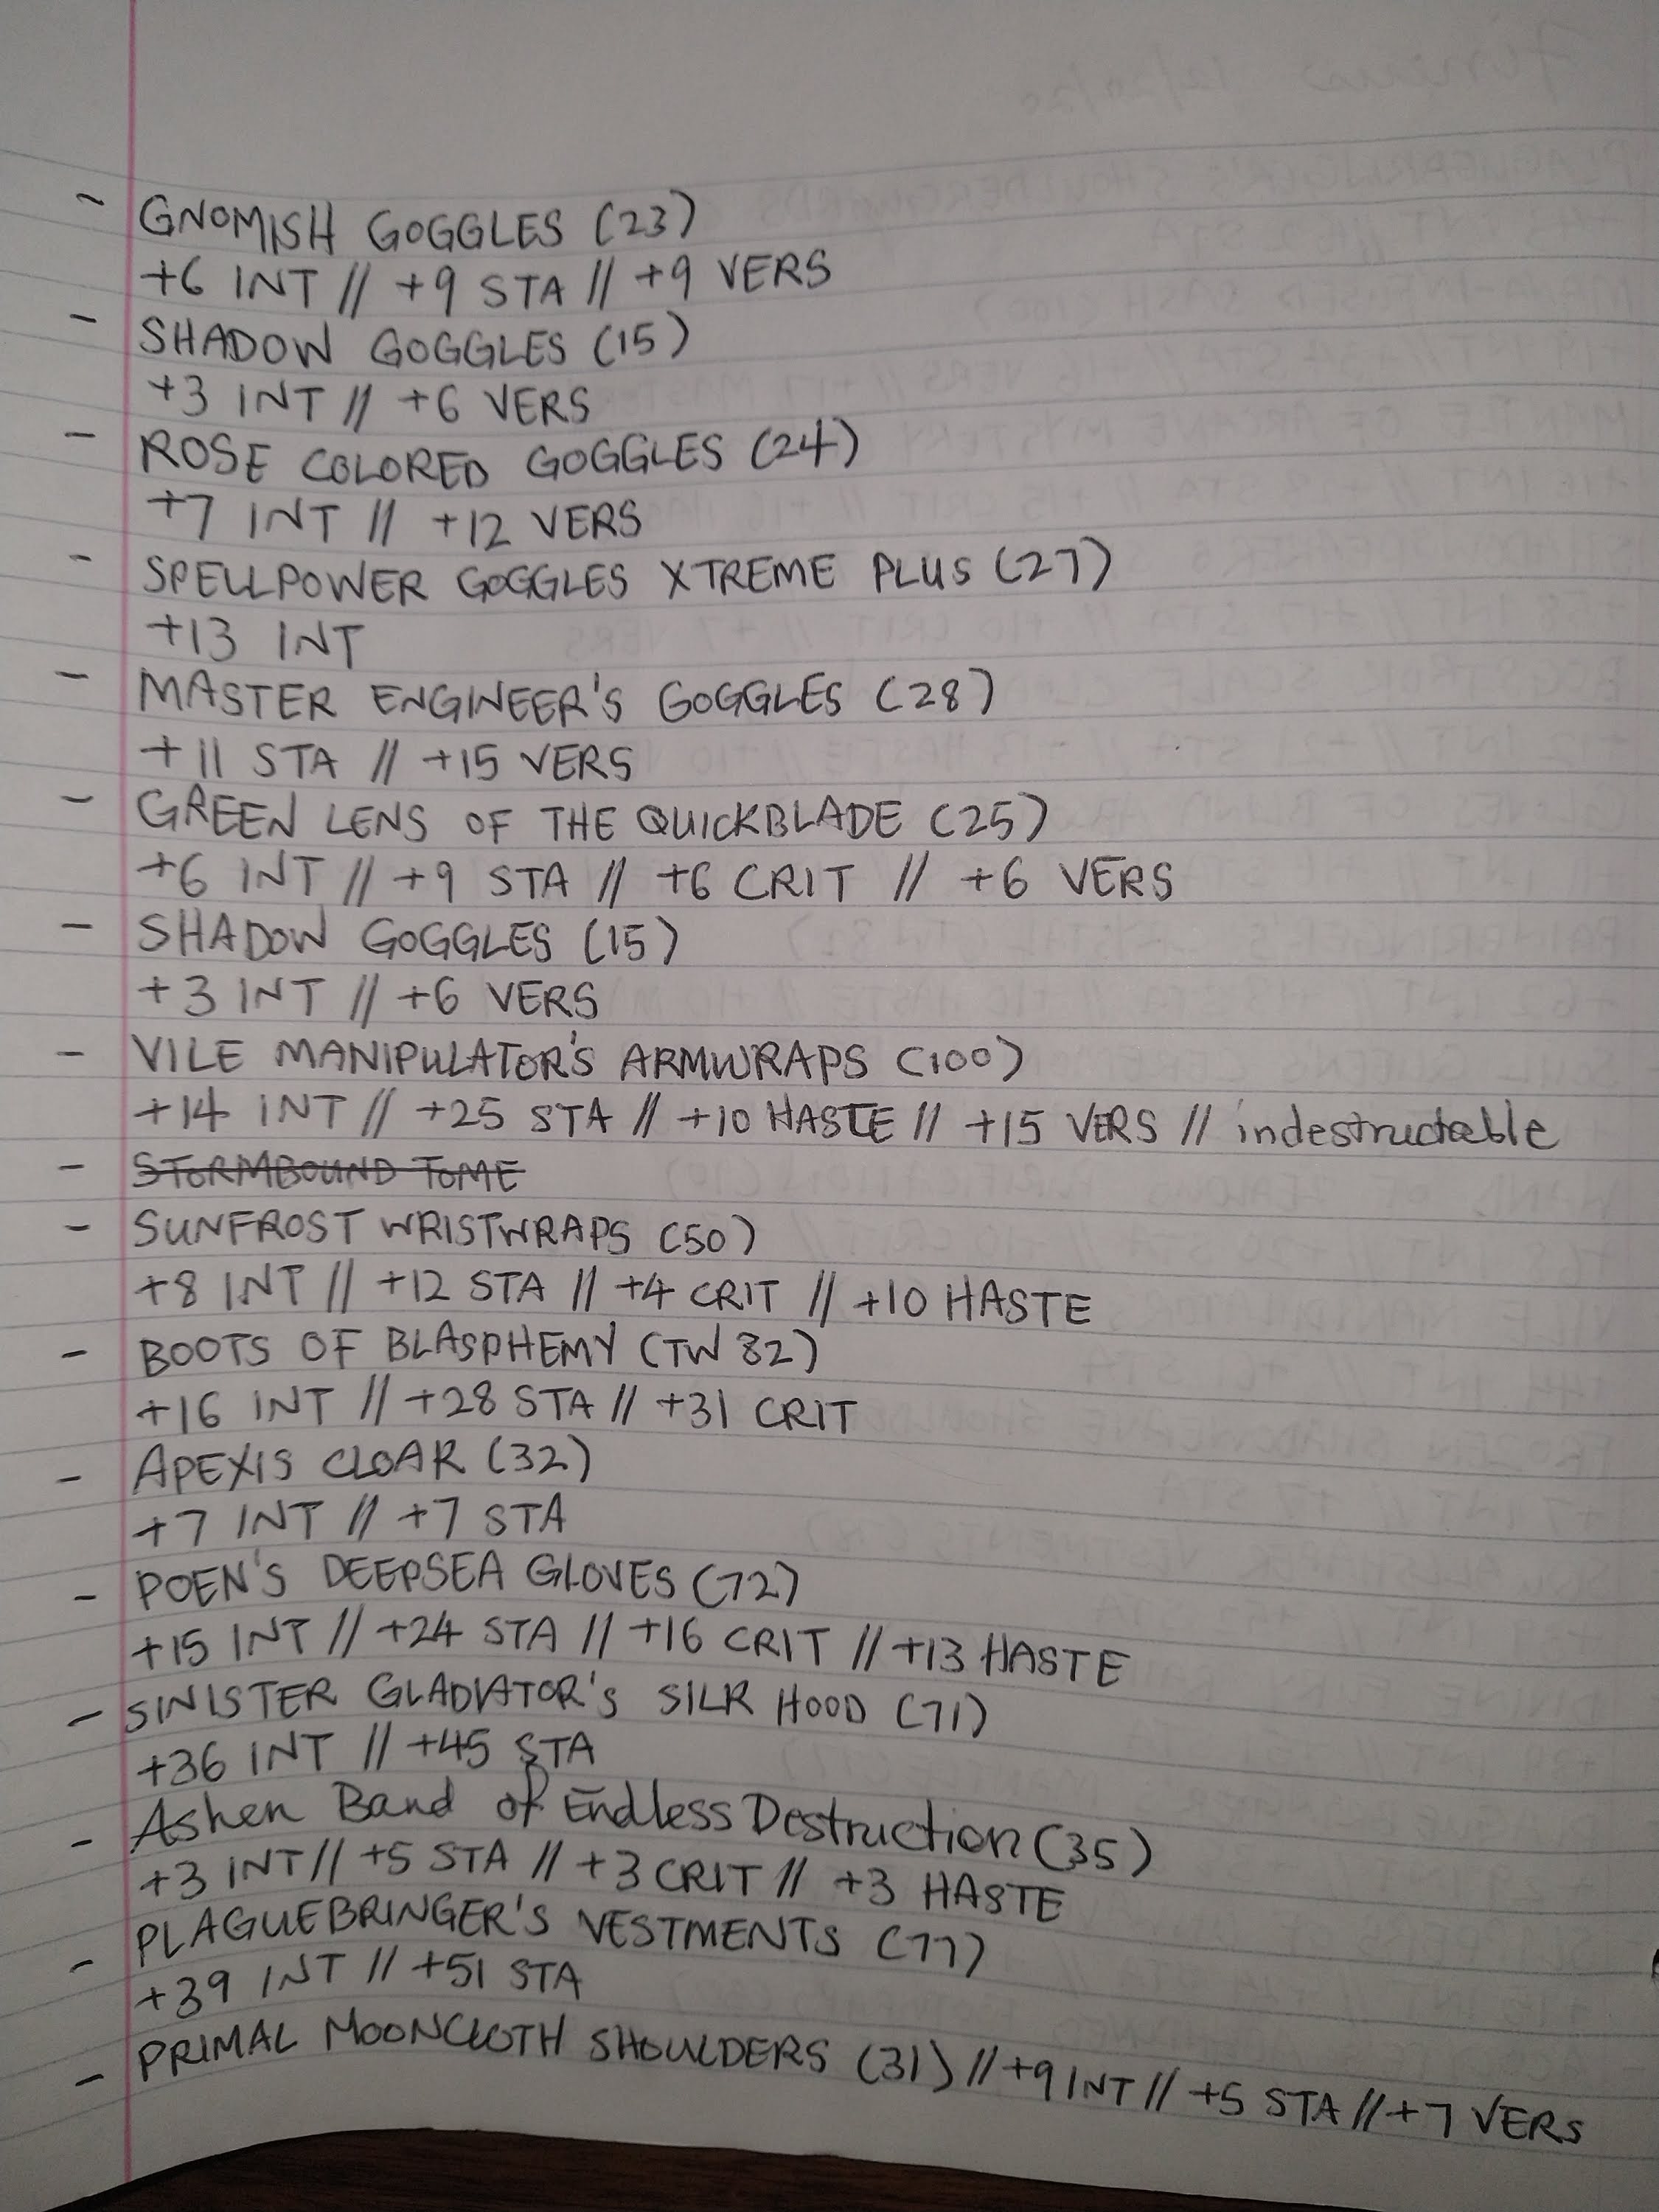 - GNOMISH GOGGLES (23)
+6 INT // +9 STA // +9 VERS
- SHADOW GOGGLES (15)
+3 INT // +6 VERS
- ROSE COLORED GOGGLES (24)
+7 INT // +12 VERS
- SPELLPOWER GOGGLES XTREME PLUS (27)
+13 INT
- MASTER ENGINEER'S GOGGLES (28)
+11 STA // +15 VERS
- GREEN LENS OF THE QUICKBLADE (25)
+6 INT // +9 STA // +6 CRIT // +6 VERS
- SHADOW GOGGLES (15)
+3 INT // +6 VERS
- VILE MANIPULATOR'S ARMWRAPS (100)
+14 INT // +25 STA // +10 HASTE // +15 VERS // indestructable
- STORMBOUND TOME
- SUNFROST WRISTWRAPS (50)
+8 INT // +12 STA // +4 CRIT // +10 HASTE
- BOOTS OF BLASPHEMY (TW 82)
+16 INT // +28 STA // +31 CRIT
- APEXIS CLOAK (32)
+7 INT // +7 STA
- POEN'S DEEPSEA GLOVES (72)
+15 INT // +24 STA // +16 CRIT // +13 HASTE
- SINISTER GLADIATOR'S SILK HOOD (71)
+36 INT // +45 STA
- Ashen Band of Endless Destruction (35)
+3 INT // +5 STA // +3 CRIT // +3 HASTE
- PLAGUEBRINGER'S VESTMENTS (77)
+39 INT // +51 STA
- PRIMAL MOONCLOTH SHOULDERS (31) // +9 INT // +5 STA // +7 VERS